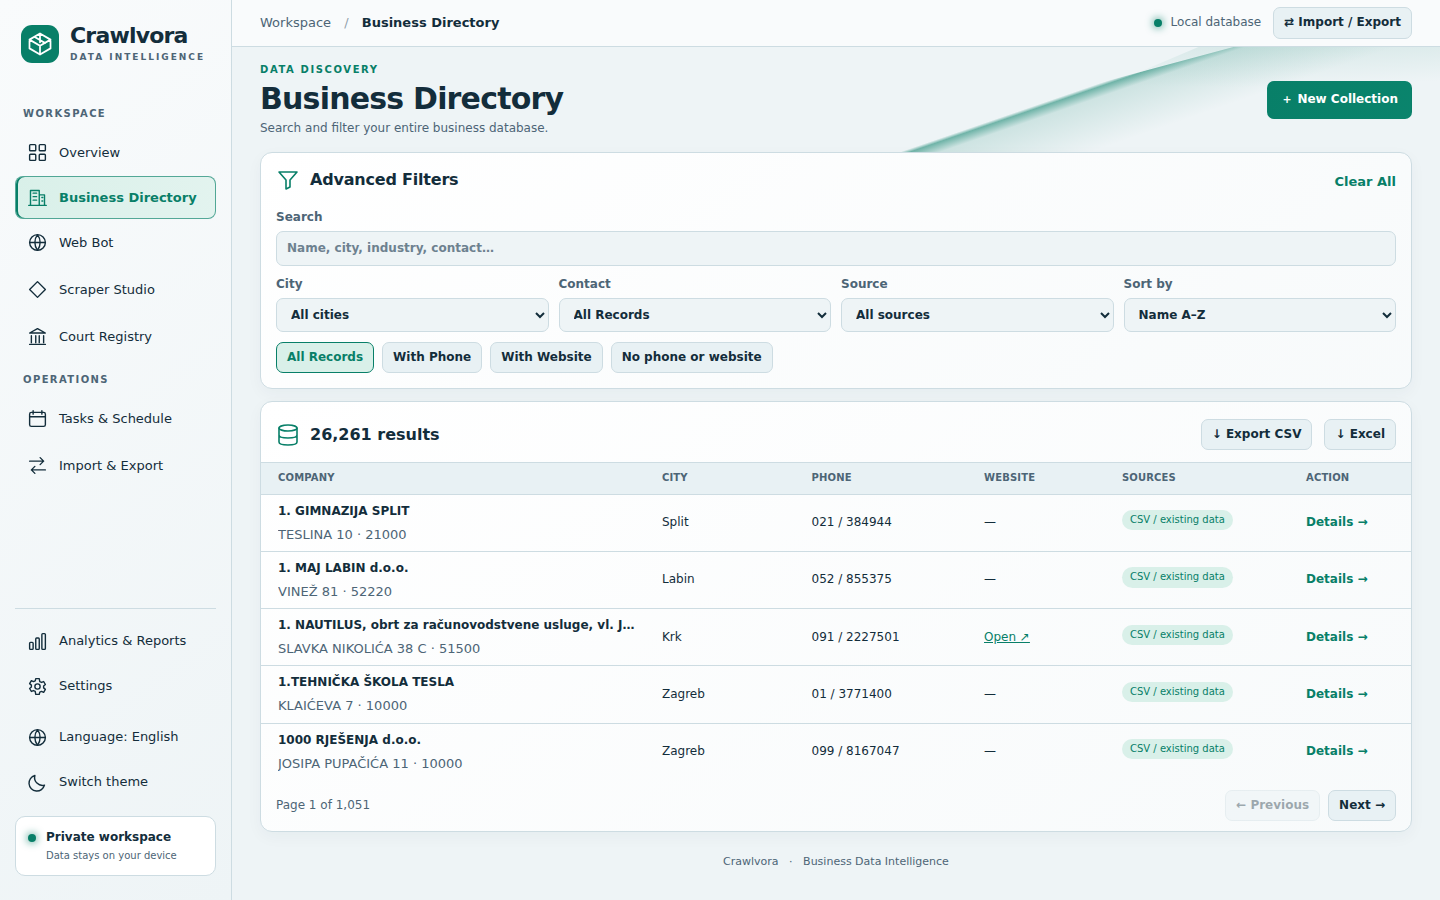 Crawlvora
DATA INTELLIGENCE
WORKSPACE
Overview
Business Directory
Web Bot
Scraper Studio
Court Registry
OPERATIONS
Tasks & Schedule
Import & Export
Analytics & Reports
Settings
Language: English
Switch theme
Private workspace
Data stays on your device
Workspace / Business Directory
Local database
⇄ Import / Export
DATA DISCOVERY
Business Directory
Search and filter your entire business database.
+ New Collection
Advanced Filters
Clear All
Search
Name, city, industry, contact…
City Contact Source Sort by
All cities All Records All sources Name A–Z
All Records With Phone With Website No phone or website
26,261 results
↓ Export CSV ↓ Excel
COMPANY CITY PHONE WEBSITE SOURCES ACTION
1. GIMNAZIJA SPLIT
TESLINA 10 · 21000
Split 021 / 384944 — CSV / existing data Details →
1. MAJ LABIN d.o.o.
VINEŽ 81 · 52220
Labin 052 / 855375 — CSV / existing data Details →
1. NAUTILUS, obrt za računovodstvene usluge, vl. J…
SLAVKA NIKOLIĆA 38 C · 51500
Krk 091 / 2227501 Open ↗ CSV / existing data Details →
1.TEHNIČKA ŠKOLA TESLA
KLAIĆEVA 7 · 10000
Zagreb 01 / 3771400 — CSV / existing data Details →
1000 RJEŠENJA d.o.o.
JOSIPA PUPAČIĆA 11 · 10000
Zagreb 099 / 8167047 — CSV / existing data Details →
Page 1 of 1,051
← Previous Next →
Crawlvora · Business Data Intelligence